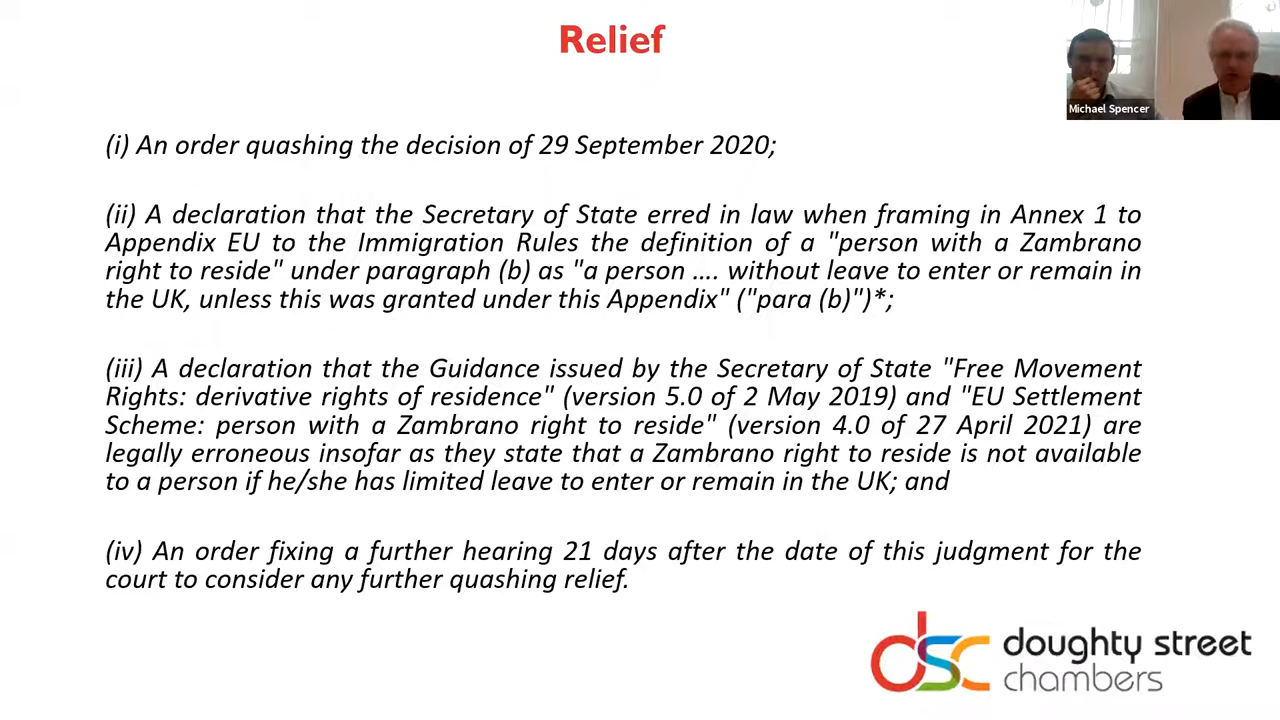 Relief
Michael Spencer
(i) An order quashing the decision of 29 September 2020;
(ii) A declaration that the Secretary of State erred in law when framing in Annex 1 to
Appendix EU to the Immigration Rules the definition of a "person with a Zambrano
right to reside" under paragraph (b) as "a person .... without leave to enter or remain in
the UK, unless this was granted under this Appendix" ("para (b)")*;
(iii) A declaration that the Guidance issued by the Secretary of State "Free Movement
Rights: derivative rights of residence" (version 5.0 of 2 May 2019) and "EU Settlement
Scheme: person with a Zambrano right to reside" (version 4.0 of 27 April 2021) are
legally erroneous insofar as they state that a Zambrano right to reside is not available
to a person if he/she has limited leave to enter or remain in the UK; and
(iv) An order fixing a further hearing 21 days after the date of this judgment for the
court to consider any further quashing relief.
dsc doughty street
chambers